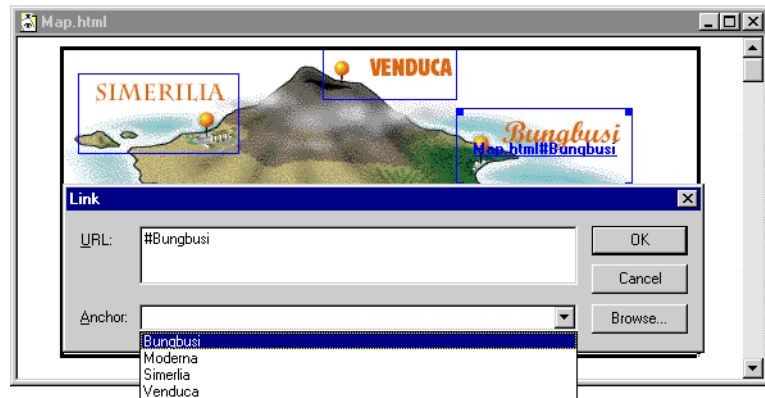 Map.html
VENDUCA
SIMERILIA
Bungbusi
Map.html#Bungbusi
Link
URL: #Bungbusi
OK
Cancel
Anchor: Browse...
Bungbusi
Moderna
Simerlia
Venduca